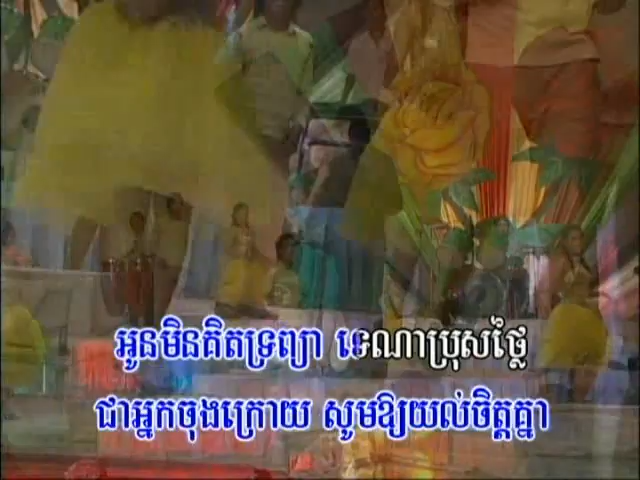 អូនមិនគិតទ្រព្យា ទេណាប្រុសថ្លៃ
ជាអ្នកចុងក្រោយ សូមឱ្យយល់ចិត្តគ្នា